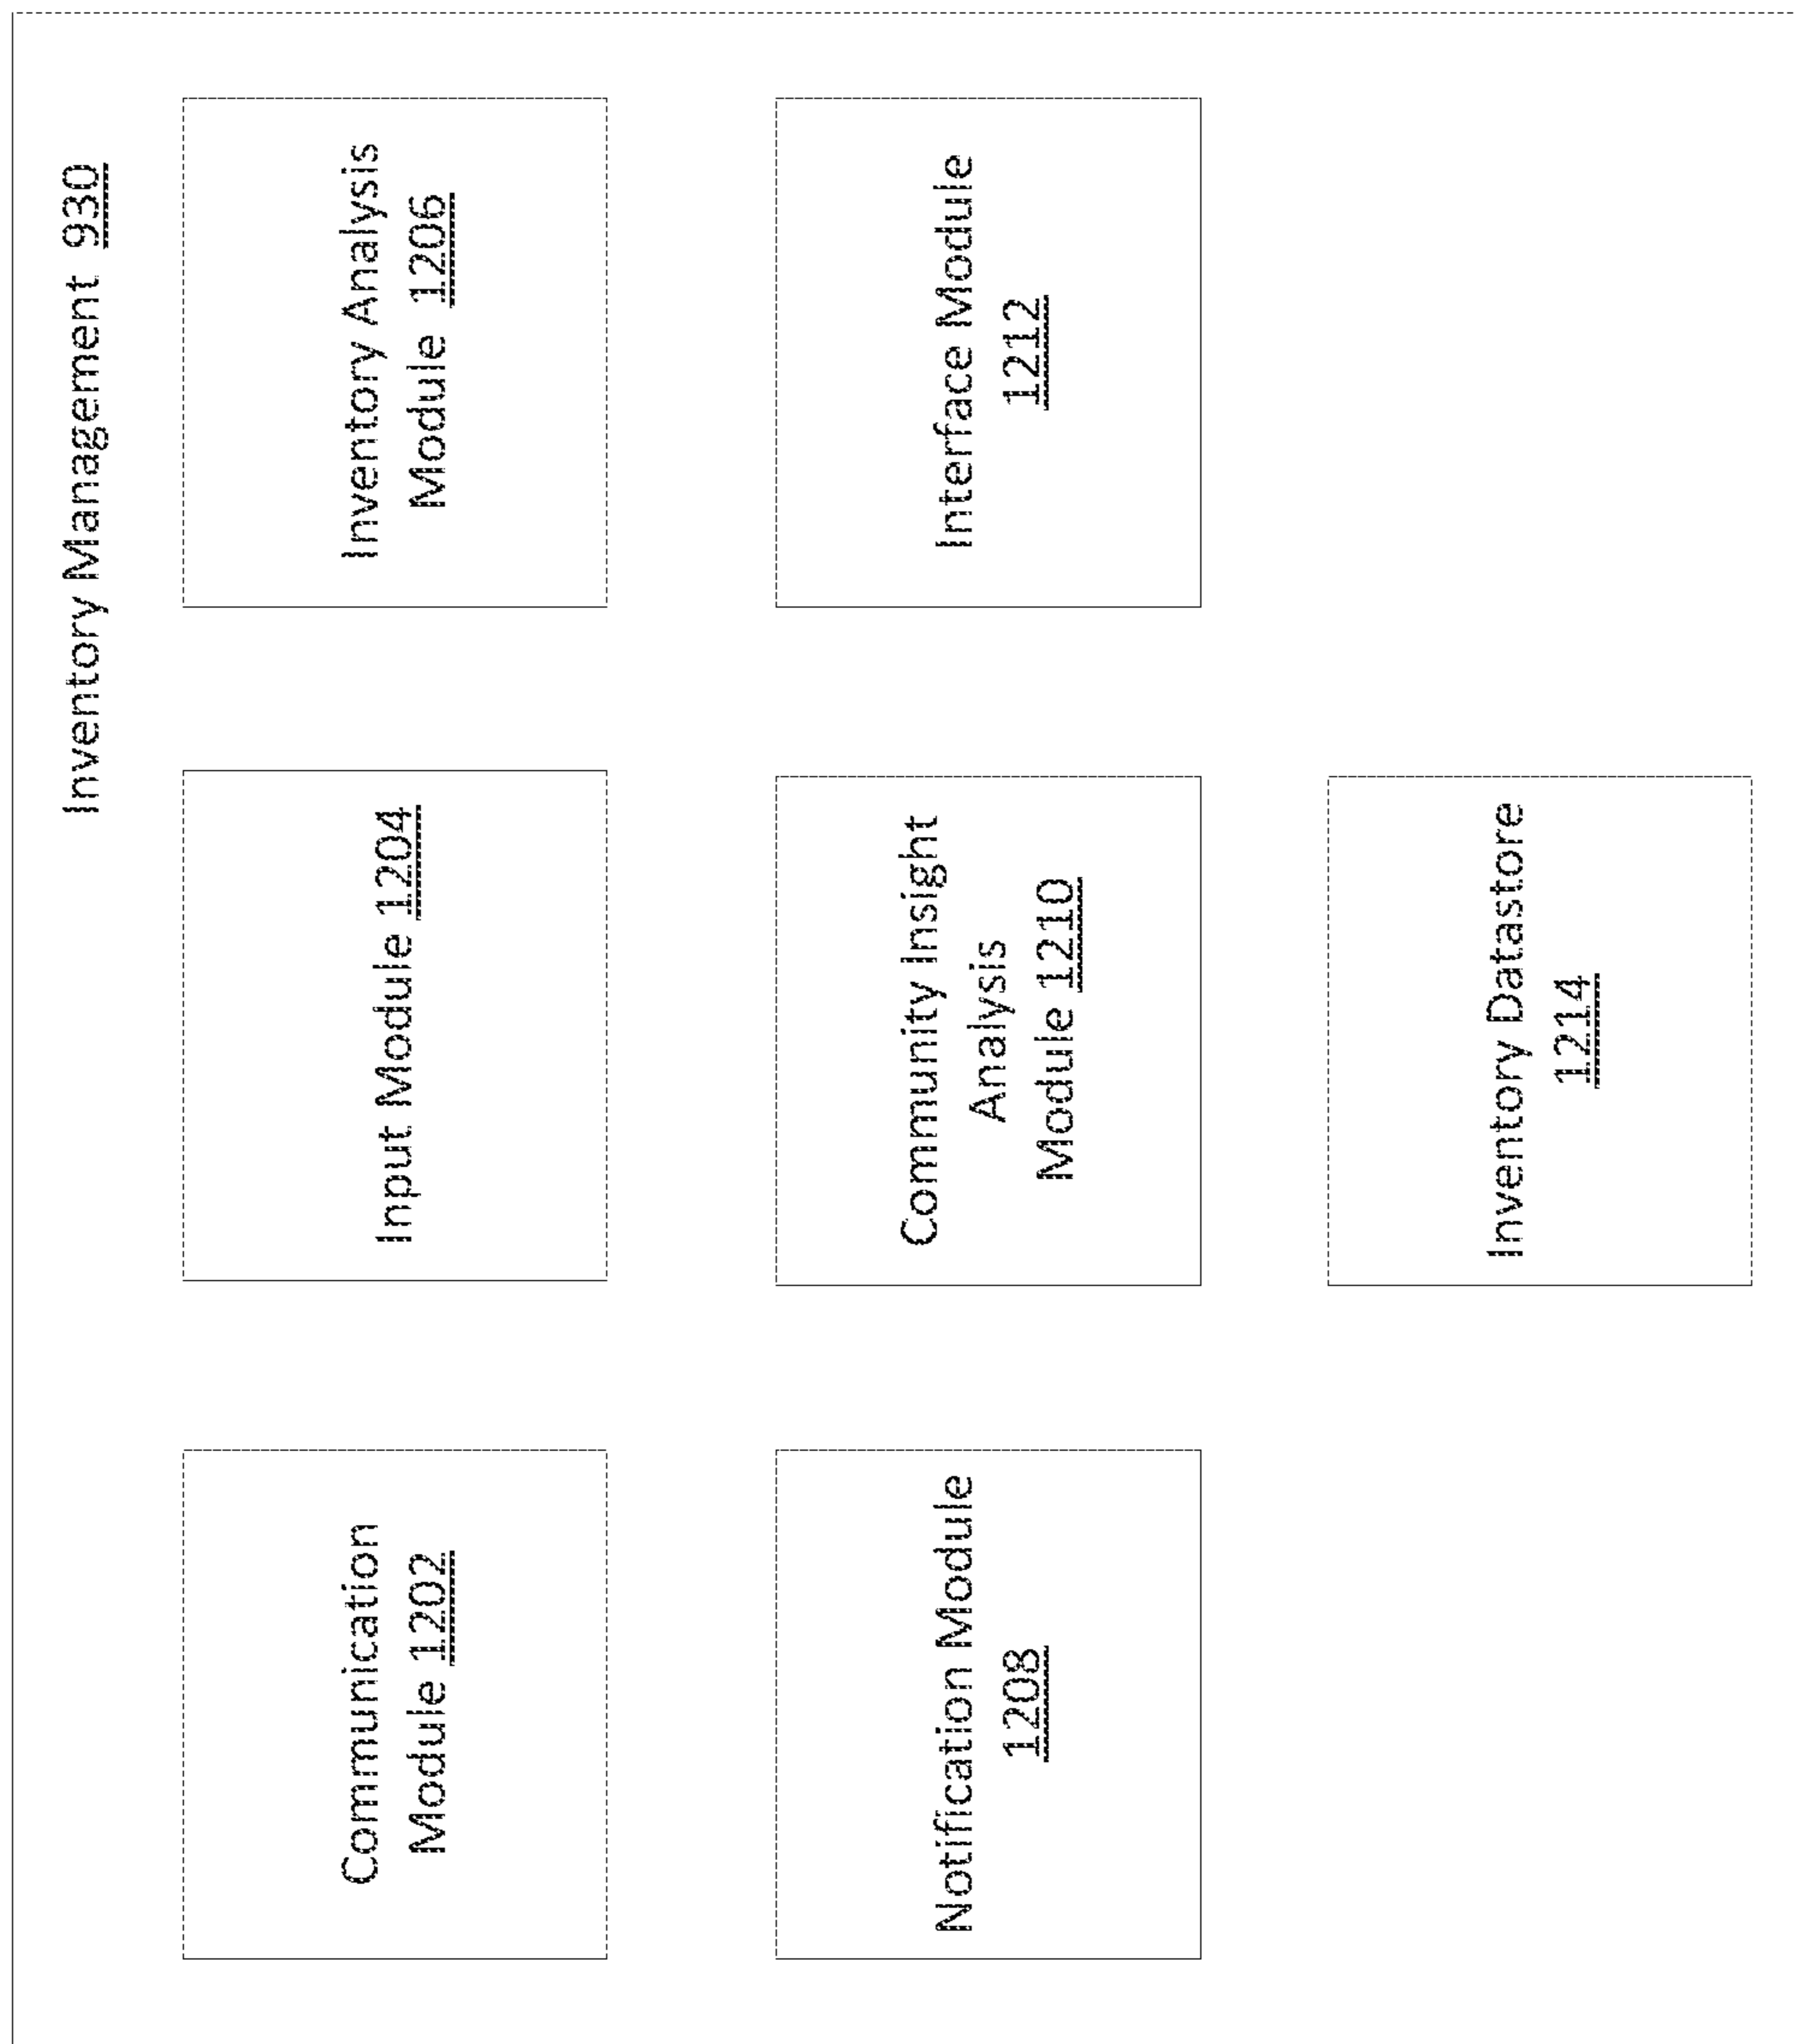 Inventory Management 930
Communication
Module 1202
Input Module 1204
Inventory Analysis
Module 1206
Notification Module
1208
Community Insight
Analysis
Module 1210
Interface Module
1212
Inventory Datastore
1214